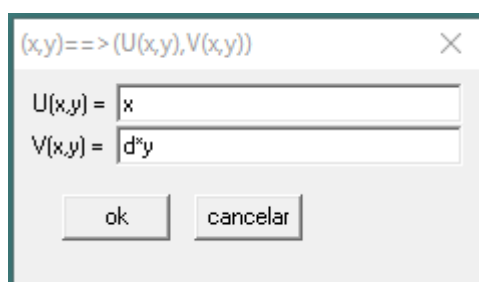 (x,y)==>(U(x,y),V(x,y))
U(x,y) = x
V(x,y) = d*y
ok cancelar